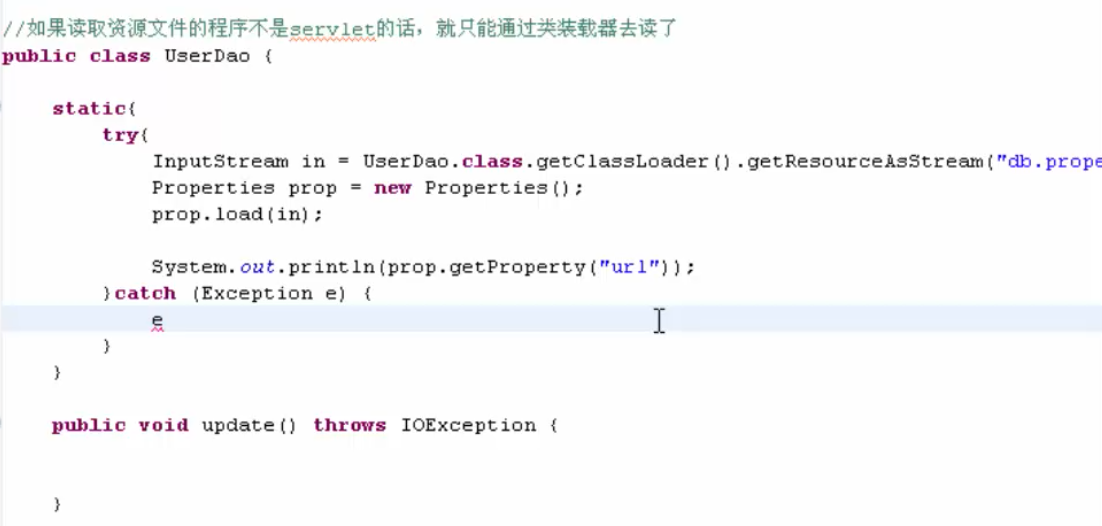 //如果读取资源文件的程序不是servlet的话，就只能通过类装载器去读了
public class UserDao {
static{
try{
InputStream in = UserDao.class.getClassLoader().getResourceAsStream("db.prope
Properties prop = new Properties();
prop.load(in);
System.out.println(prop.getProperty("url"));
}catch (Exception e) {
e
}
}
public void update() throws IOException {
}